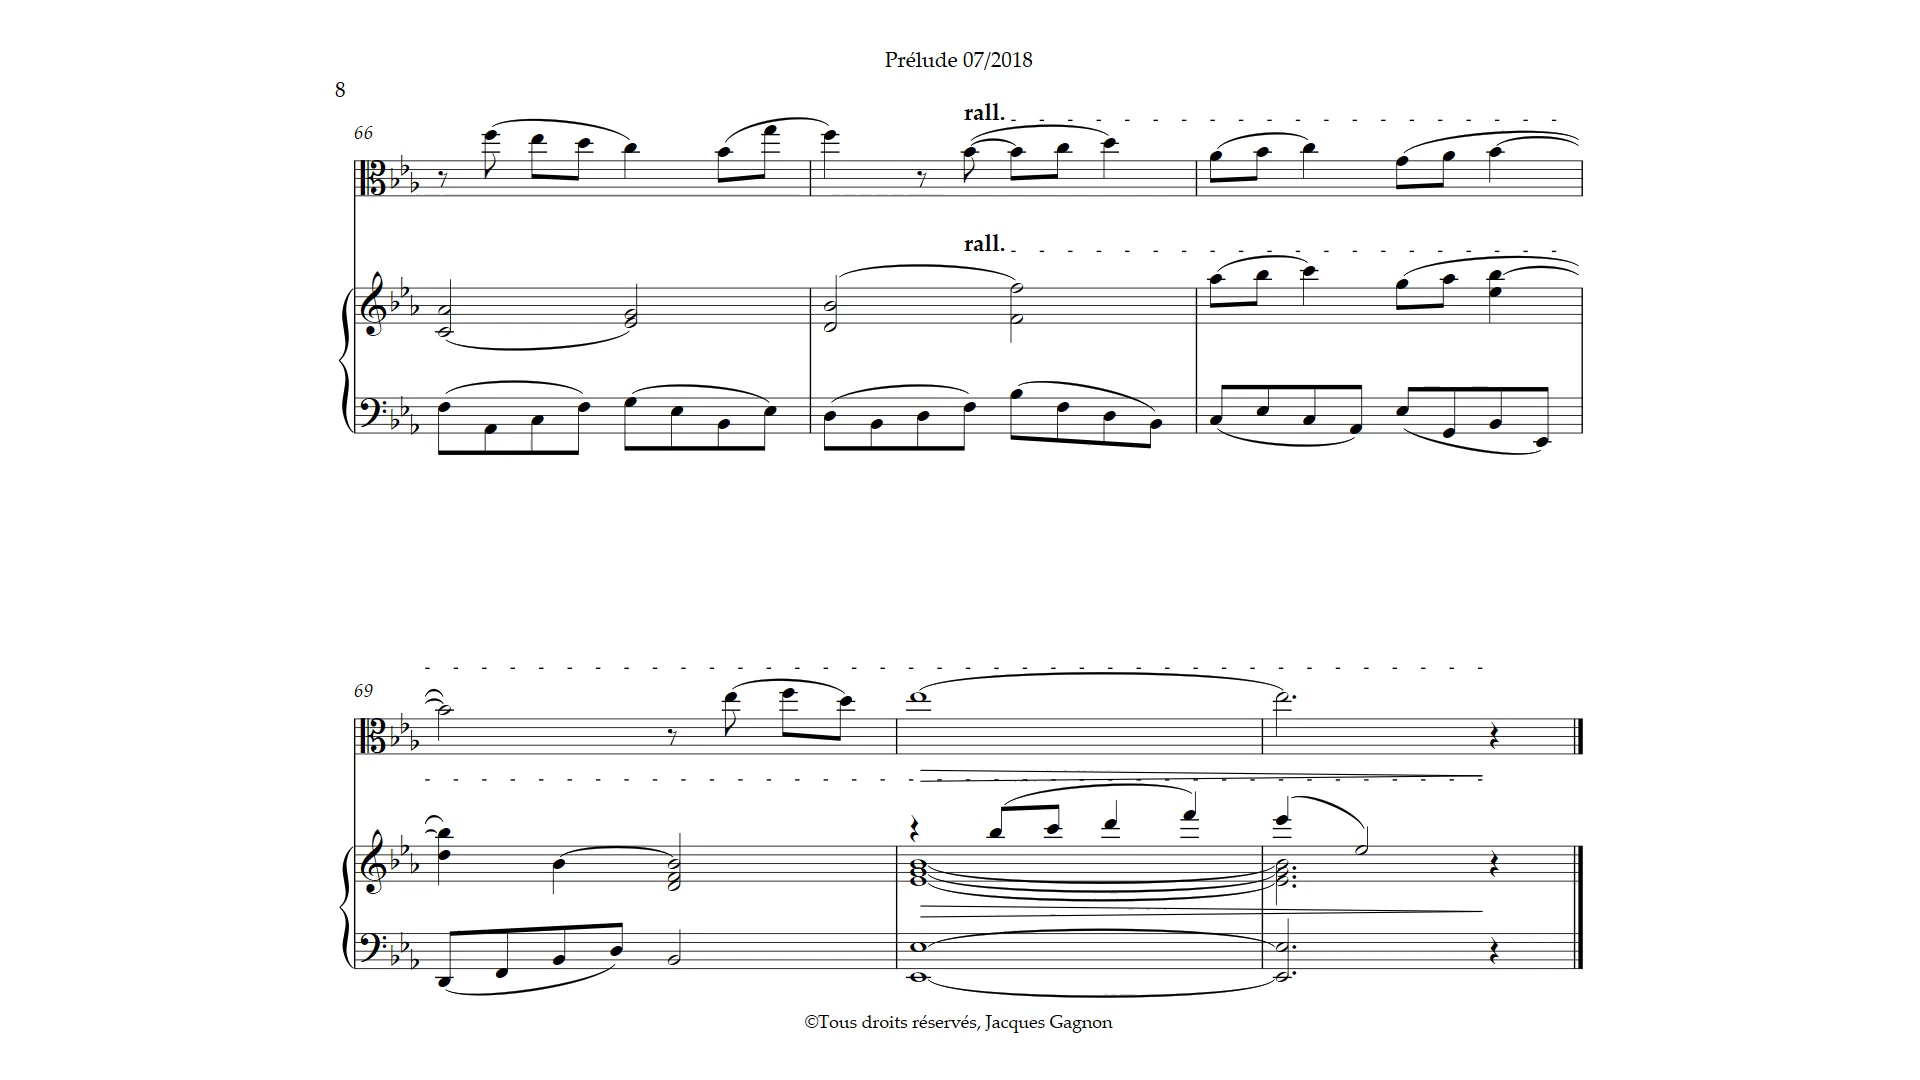 Prélude 07/2018
8
rall.
66
rall.
69
©Tous droits réservés, Jacques Gagnon